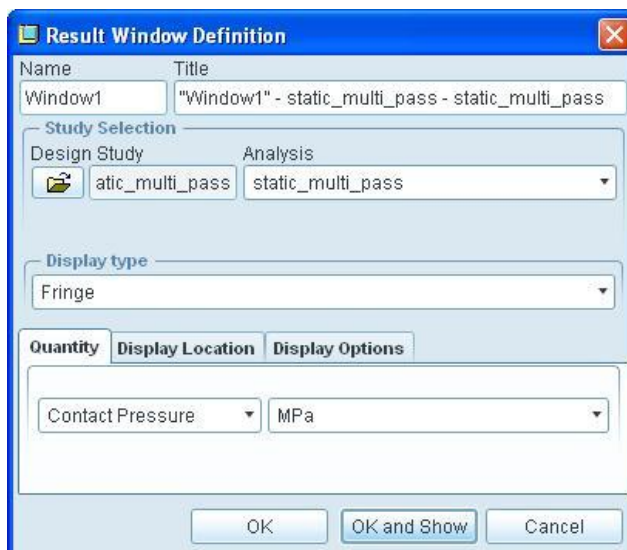 Result Window Definition
Name Title
Window1 "Window1" - static_multi_pass - static_multi_pass
Study Selection
Design Study Analysis
atic_multi_pass static_multi_pass
Display type
Fringe
Quantity Display Location Display Options
Contact Pressure MPa
OK OK and Show Cancel